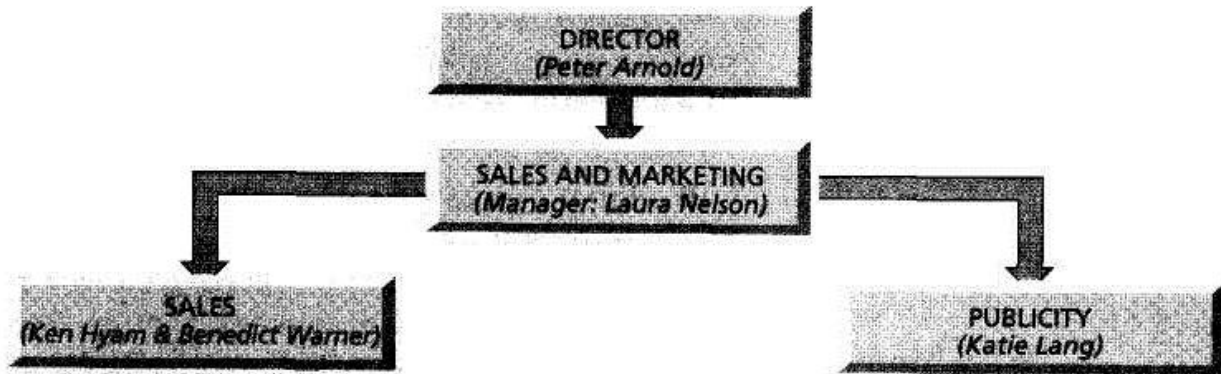 DIRECTOR
(Peter Arnold)
SALES AND MARKETING
(Manager: Laura Nelson)
SALES
(Ken Hyam & Benedict Warner)
PUBLICITY
(Katie Lang)